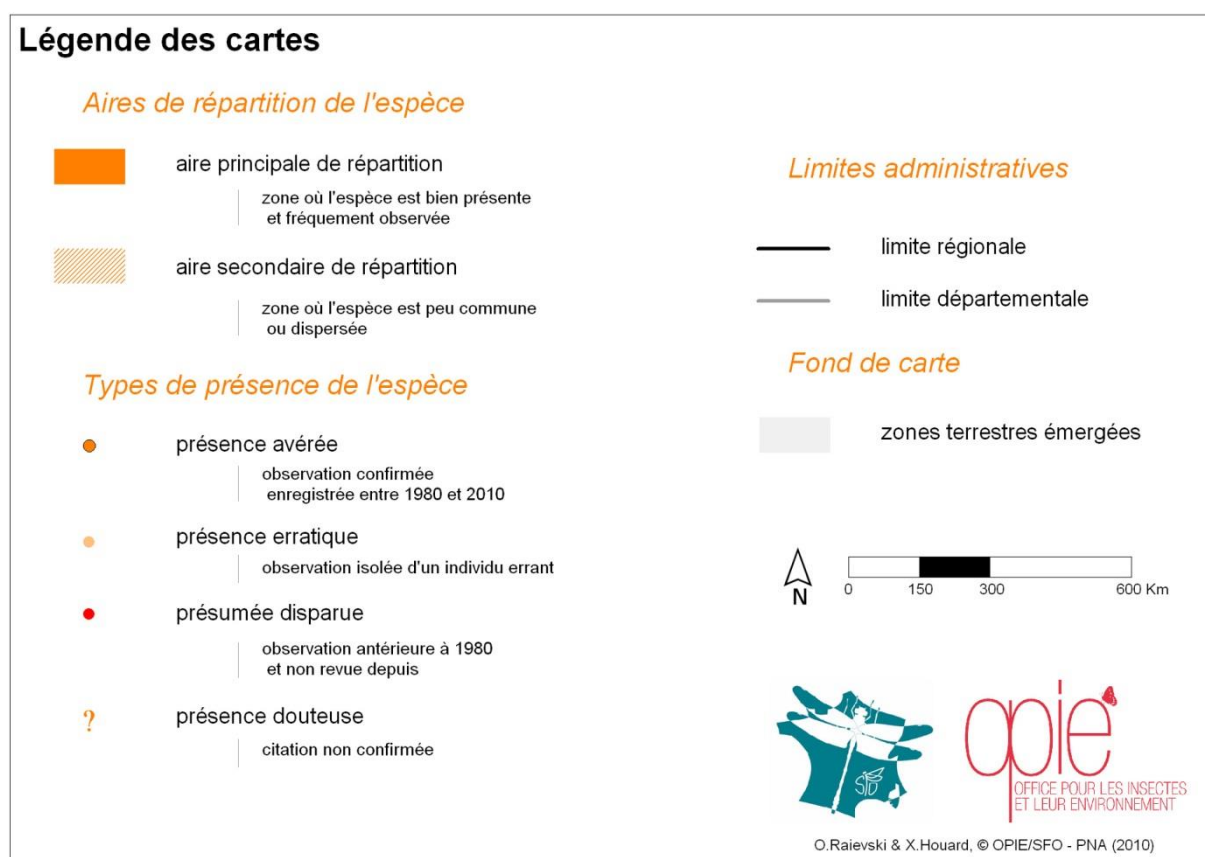 Légende des cartes
Aires de répartition de l'espèce
aire principale de répartition
zone où l'espèce est bien présente
et fréquement observée
aire secondaire de répartition
zone où l'espèce est peu commune
ou dispersée
Types de présence de l'espèce
présence avérée
observation confirmée
enregistrée entre 1980 et 2010
présence erratique
observation isolée d'un individu errant
présumée disparue
observation antérieure à 1980
et non revue depuis
?
présence douteuse
citation non confirmée
Limites administratives
limite régionale
limite départementale
Fond de carte
zones terrestres émergées
N
0 150 300 600 Km
opie
OFFICE POUR LES INSECTES
ET LEUR ENVIRONNEMENT
O.Raievski & X.Houard, © OPIE/SFO - PNA (2010)